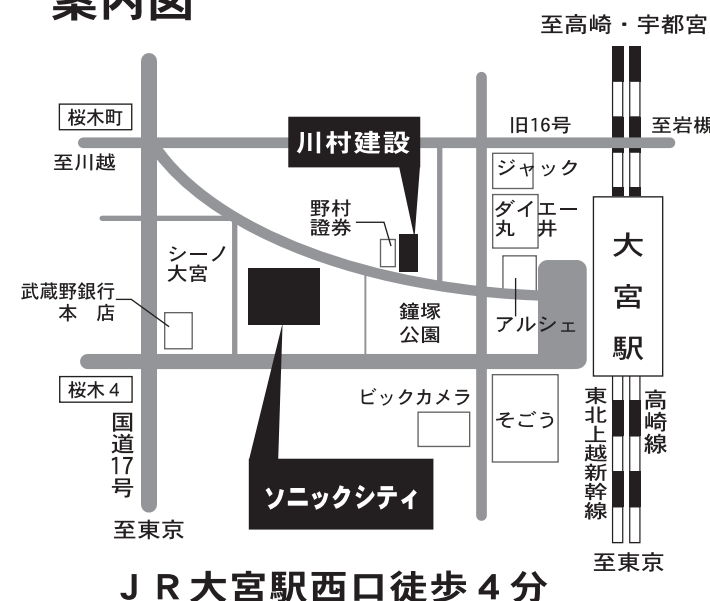 案内図
至高崎・宇都宮
桜木町
川村建設
旧16号
至岩槻
至川越
ジャック
野村
證券
ダイエー
丸 井
シーノ
大宮
大宮駅
武蔵野銀行
本 店
鐘塚
公園
アルシェ
桜木4
ビックカメラ
そごう
国道17号
東北上越新幹線
高崎線
ソニックシティ
至東京
至東京
JR大宮駅西口徒歩4分